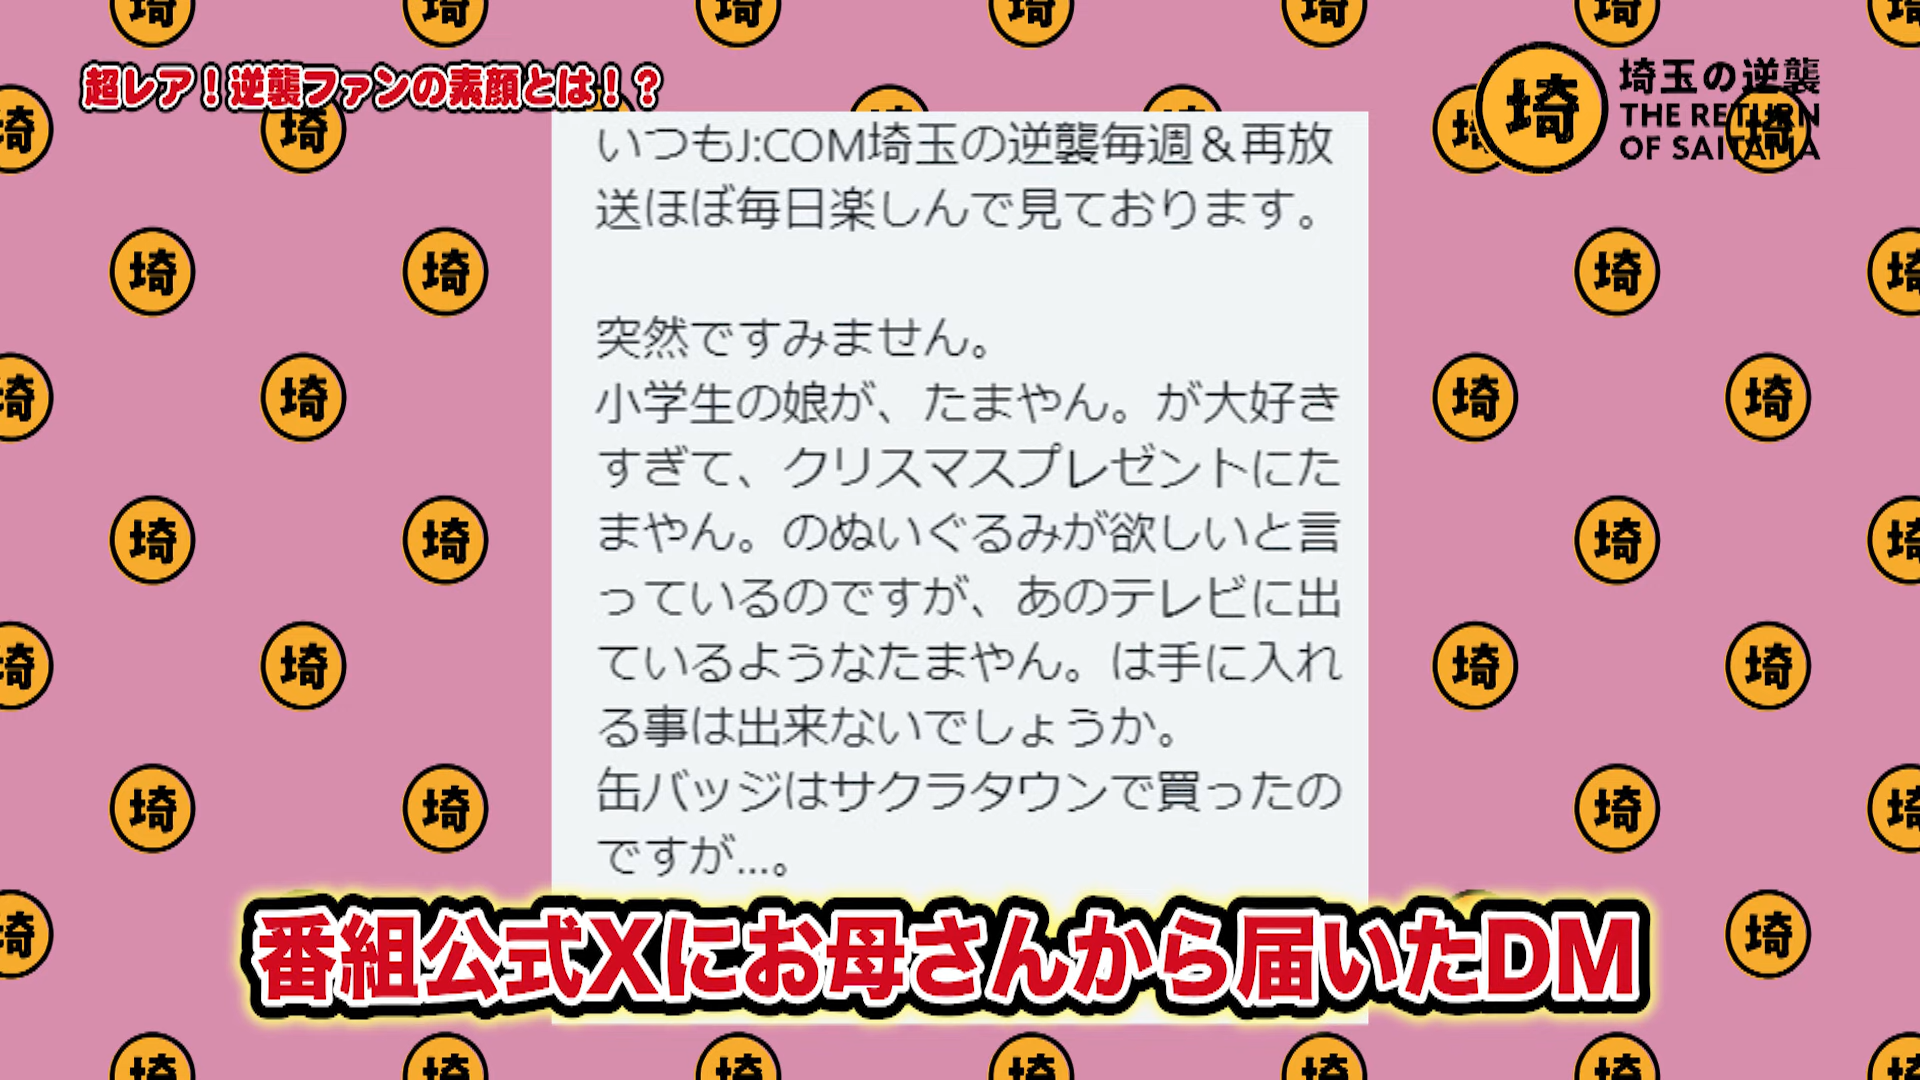 超レア！逆襲ファンの素顔とは！？
埼
埼玉の逆襲
THE RETURN
OF SAITAMA
いつもJ:COM埼玉の逆襲毎週＆再放
送ほぼ毎日楽しんで見ております。
突然ですみません。
小学生の娘が、たまやん。が大好き
すぎて、クリスマスプレゼントにた
まやん。のぬいぐるみが欲しいと言
っているのですが、あのテレビに出
ているようなたまやん。は手に入れ
る事は出来ないでしょうか。
缶バッジはサクラタウンで買ったの
ですが…。
番組公式Xにお母さんから届いたDM